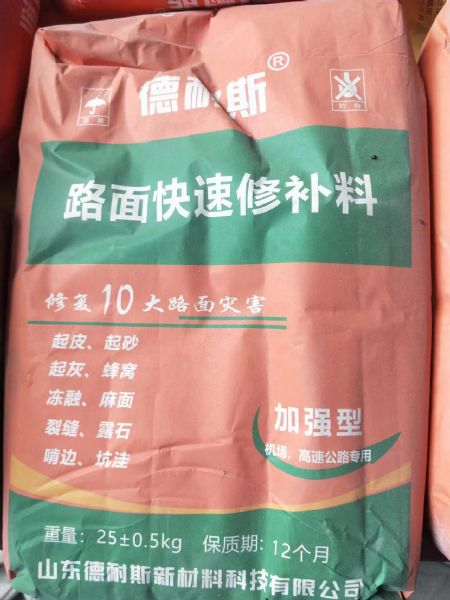 德耐斯®
路面快速修补料
修复10大路面灾害
起皮、起砂
起灰、蜂窝
冻融、麻面
裂缝、露石
啃边、坑洼
加强型
机场、高速公路专用
重量：25±0.5kg 保质期：12个月
山东德耐斯新材料科技有限公司